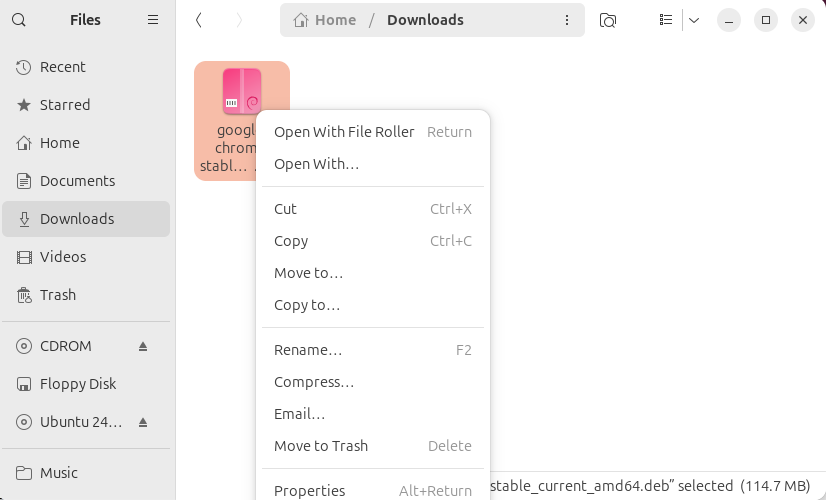 Files
Home / Downloads
Recent
Starred
Home
Documents
Downloads
Videos
Trash
CDROM
Floppy Disk
Ubuntu 24…
Music
stabl…
Open With File Roller Return
Open With…
Cut Ctrl+X
Copy Ctrl+C
Move to…
Copy to…
Rename… F2
Compress…
Email…
Move to Trash Delete
Properties Alt+Return
stable_current_amd64.deb” selected (114.7 MB)